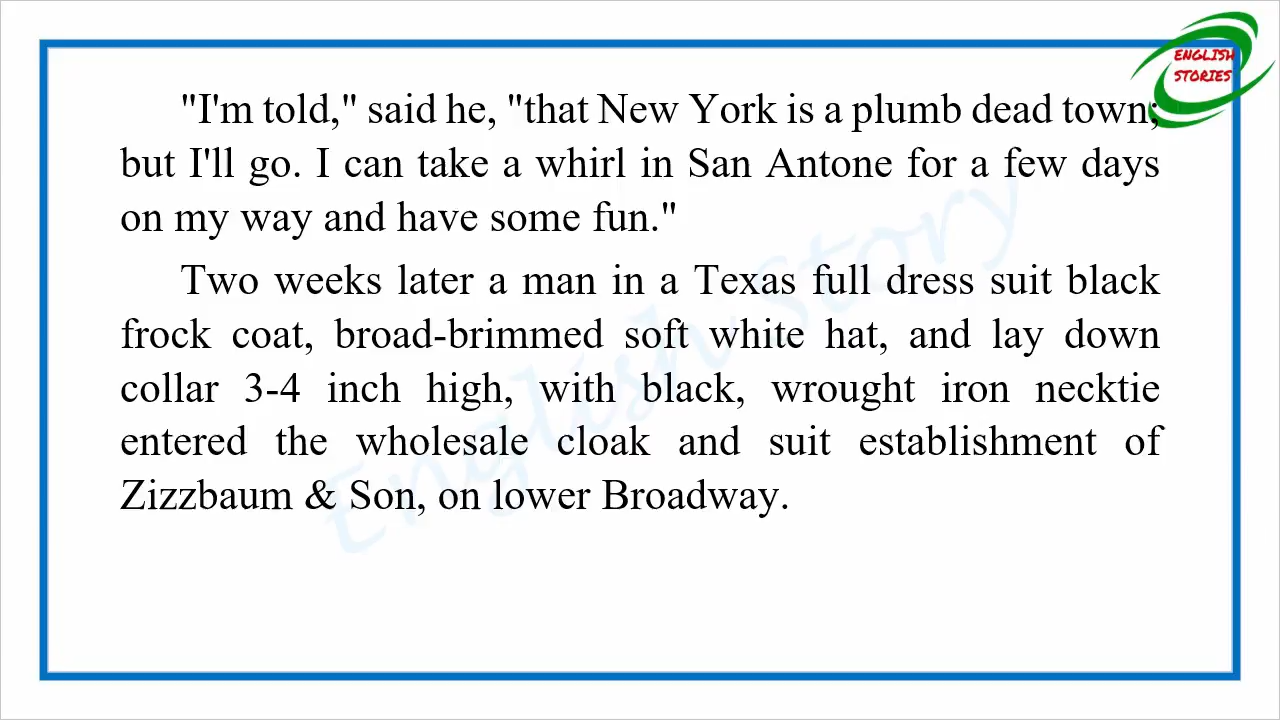 ENGLISH
STORIES
"I'm told," said he, "that New York is a plumb dead town;
but I'll go. I can take a whirl in San Antone for a few days
on my way and have some fun."
Two weeks later a man in a Texas full dress suit black
frock coat, broad-brimmed soft white hat, and lay down
collar 3-4 inch high, with black, wrought iron necktie
entered the wholesale cloak and suit establishment of
Zizzbaum & Son, on lower Broadway.
English Story